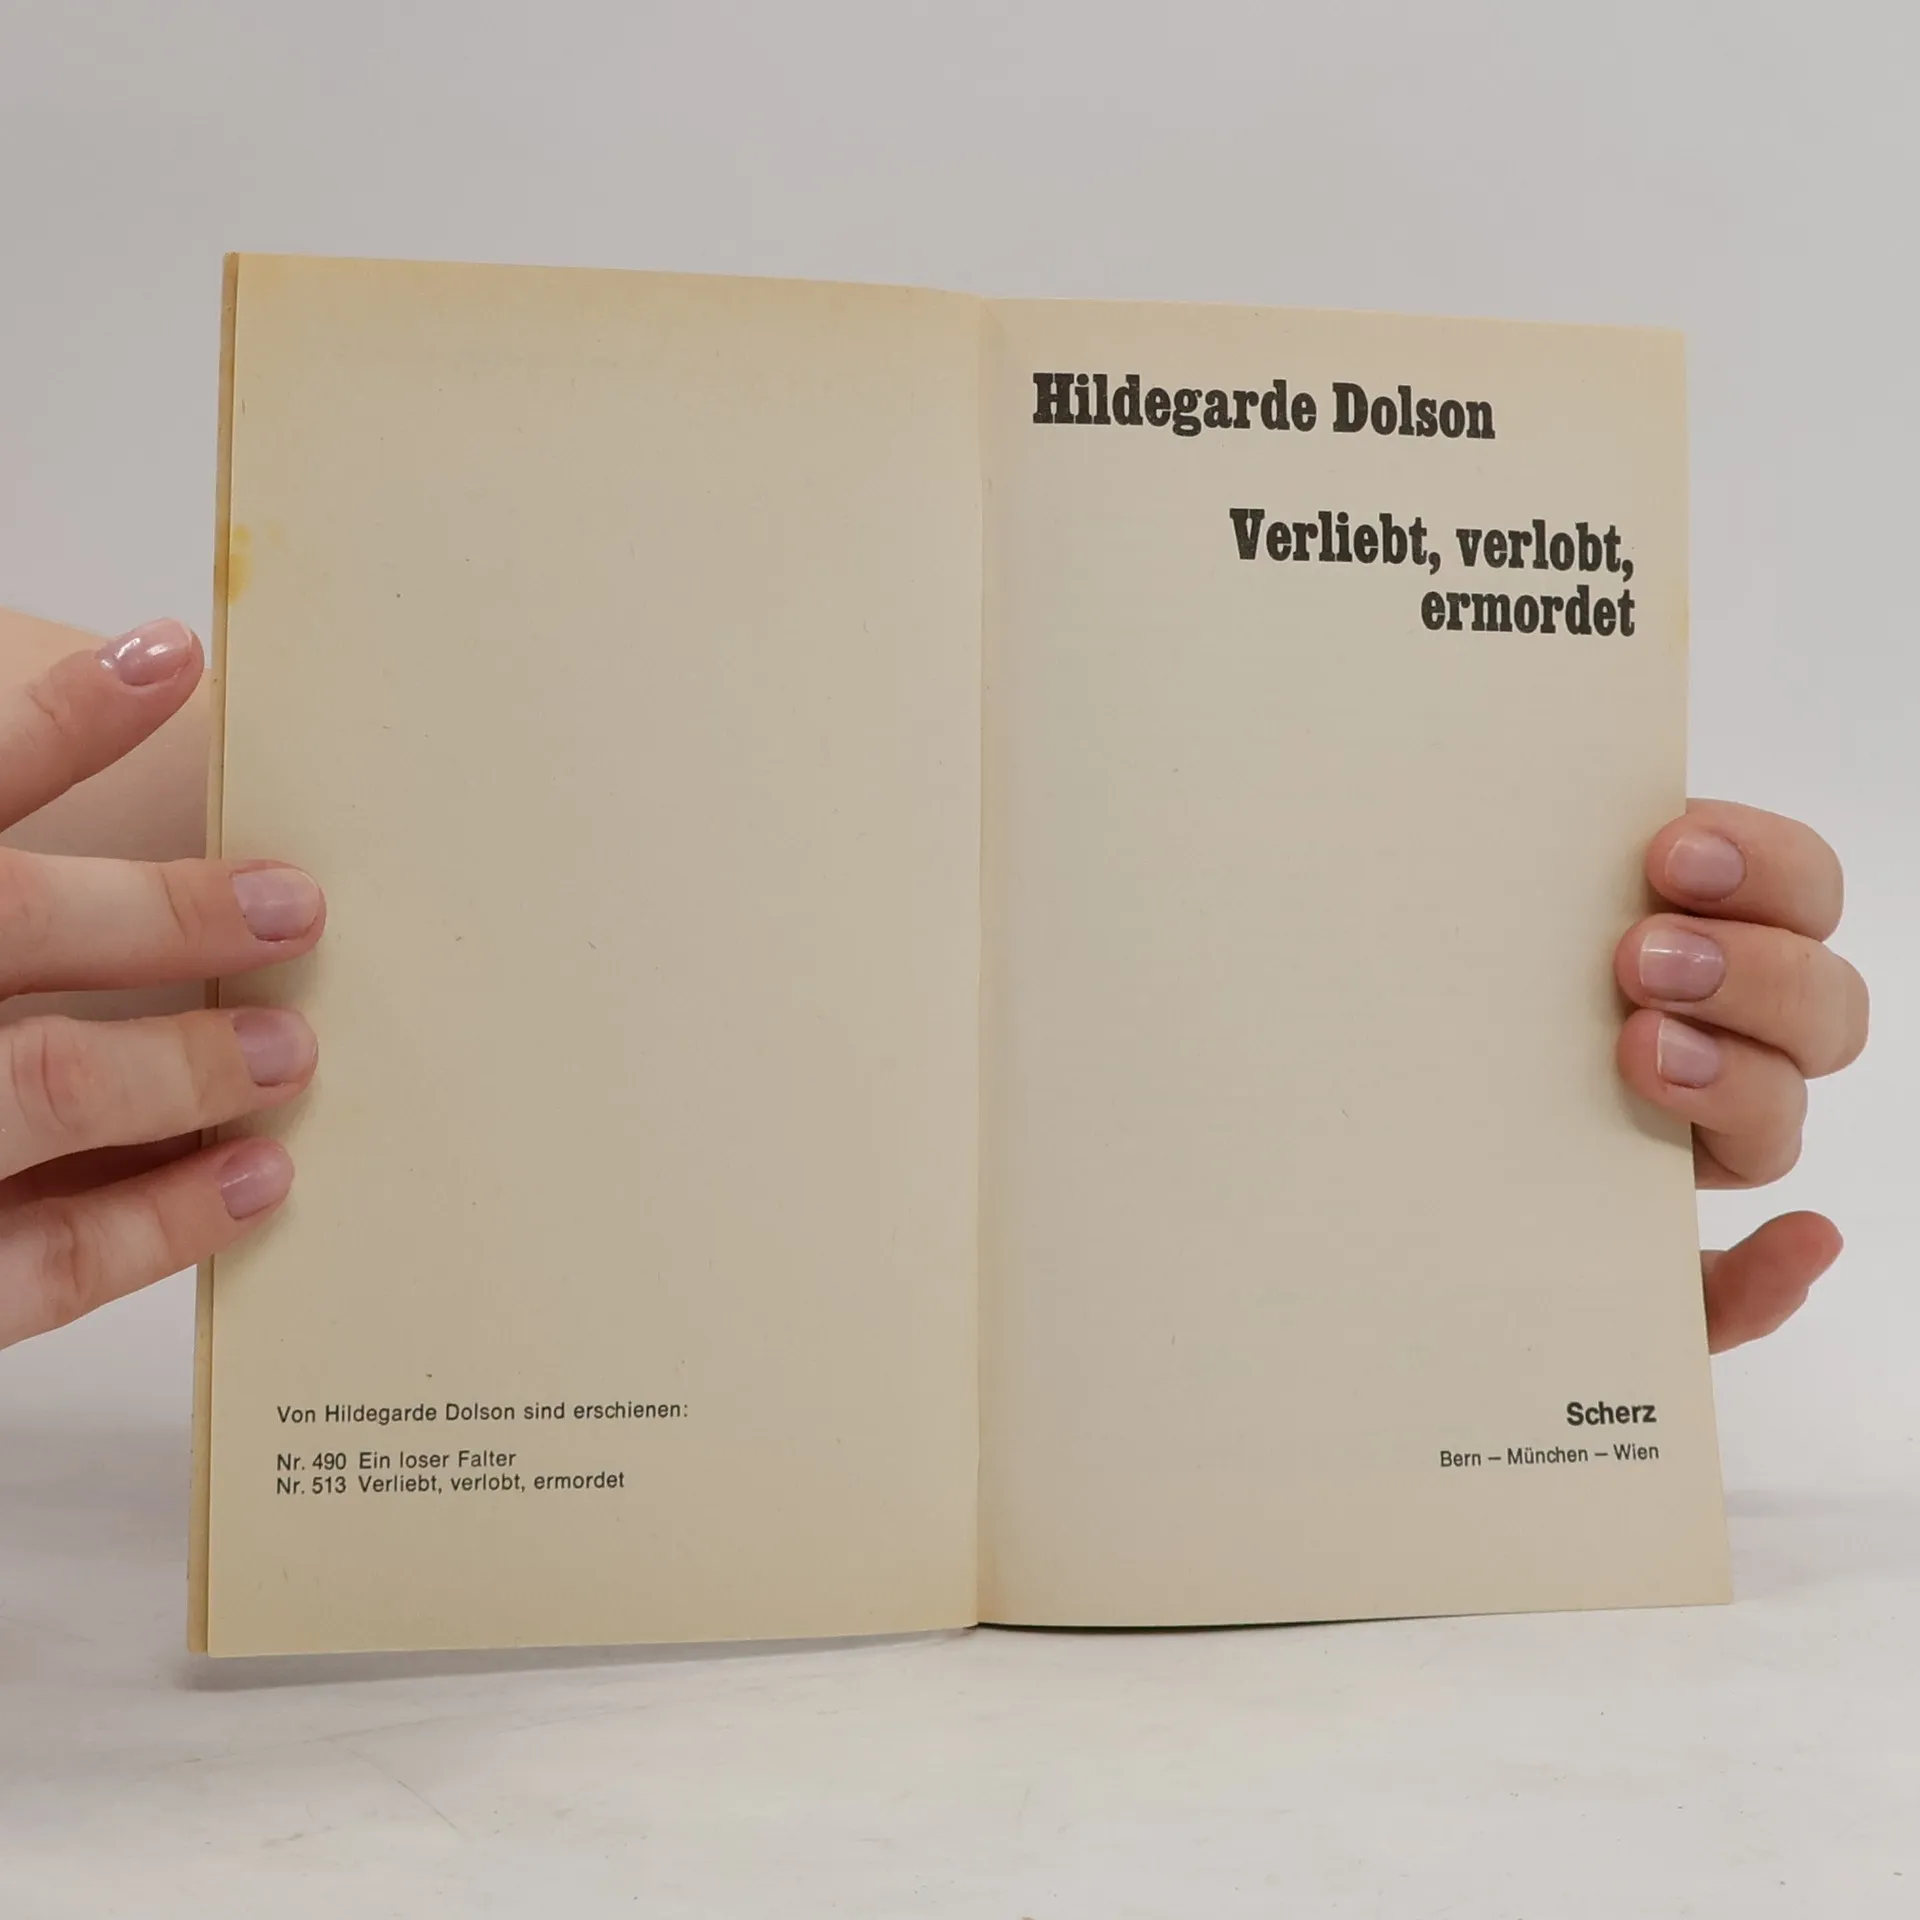 Von Hildegarde Dolson sind erschienen:
Nr. 490 Ein loser Falter
Nr. 513 Verliebt, verlobt, ermordet
Hildegarde Dolson
Verliebt, verlobt,
ermordet
Scherz
Bern – München – Wien